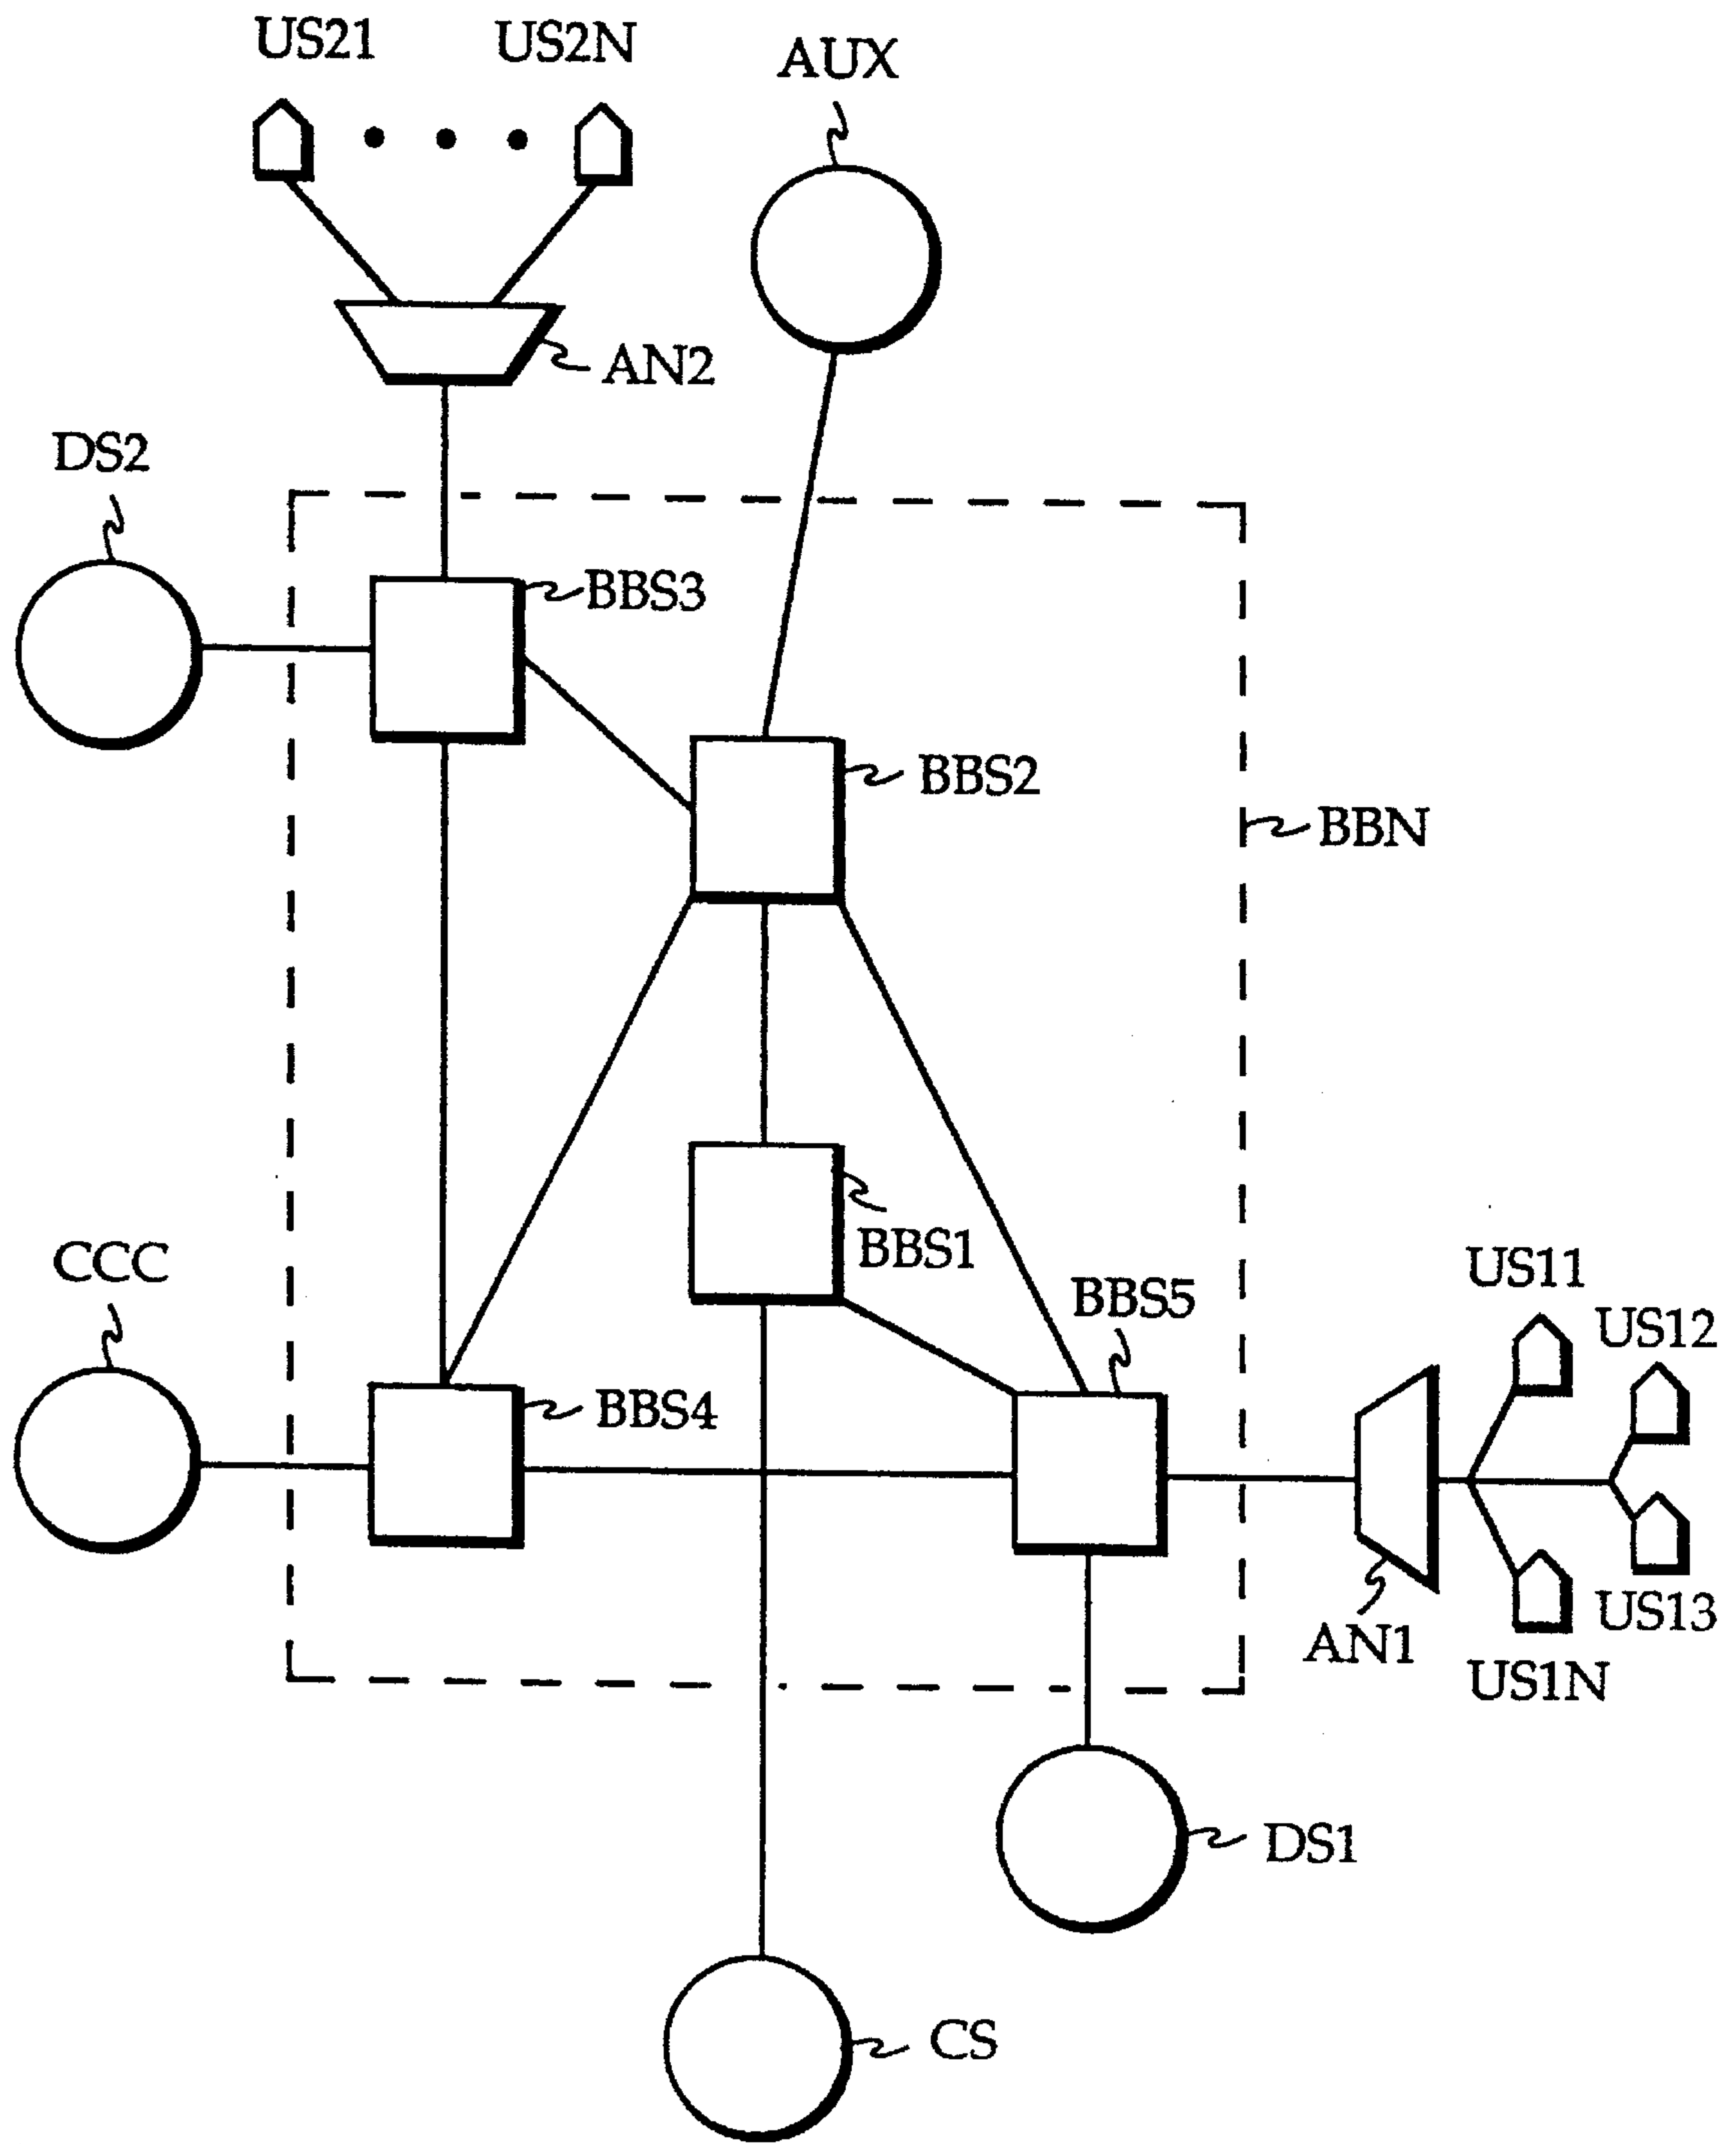 US21
US2N
AUX
AN2
DS2
BBS3
BBS2
BBN
BBS1
CCC
BBS5
US11
US12
BBS4
US13
AN1
US1N
DS1
CS